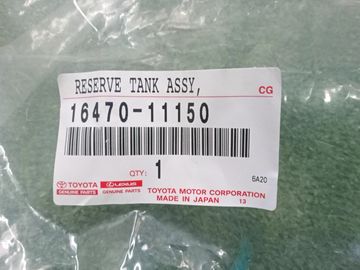 RESERVE TANK ASSY,
CG
16470-11150
QTY: 1
6A20
TOYOTA
GENUINE PARTS
LEXUS
GENUINE PARTS
TOYOTA MOTOR CORPORATION
MADE IN JAPAN 13